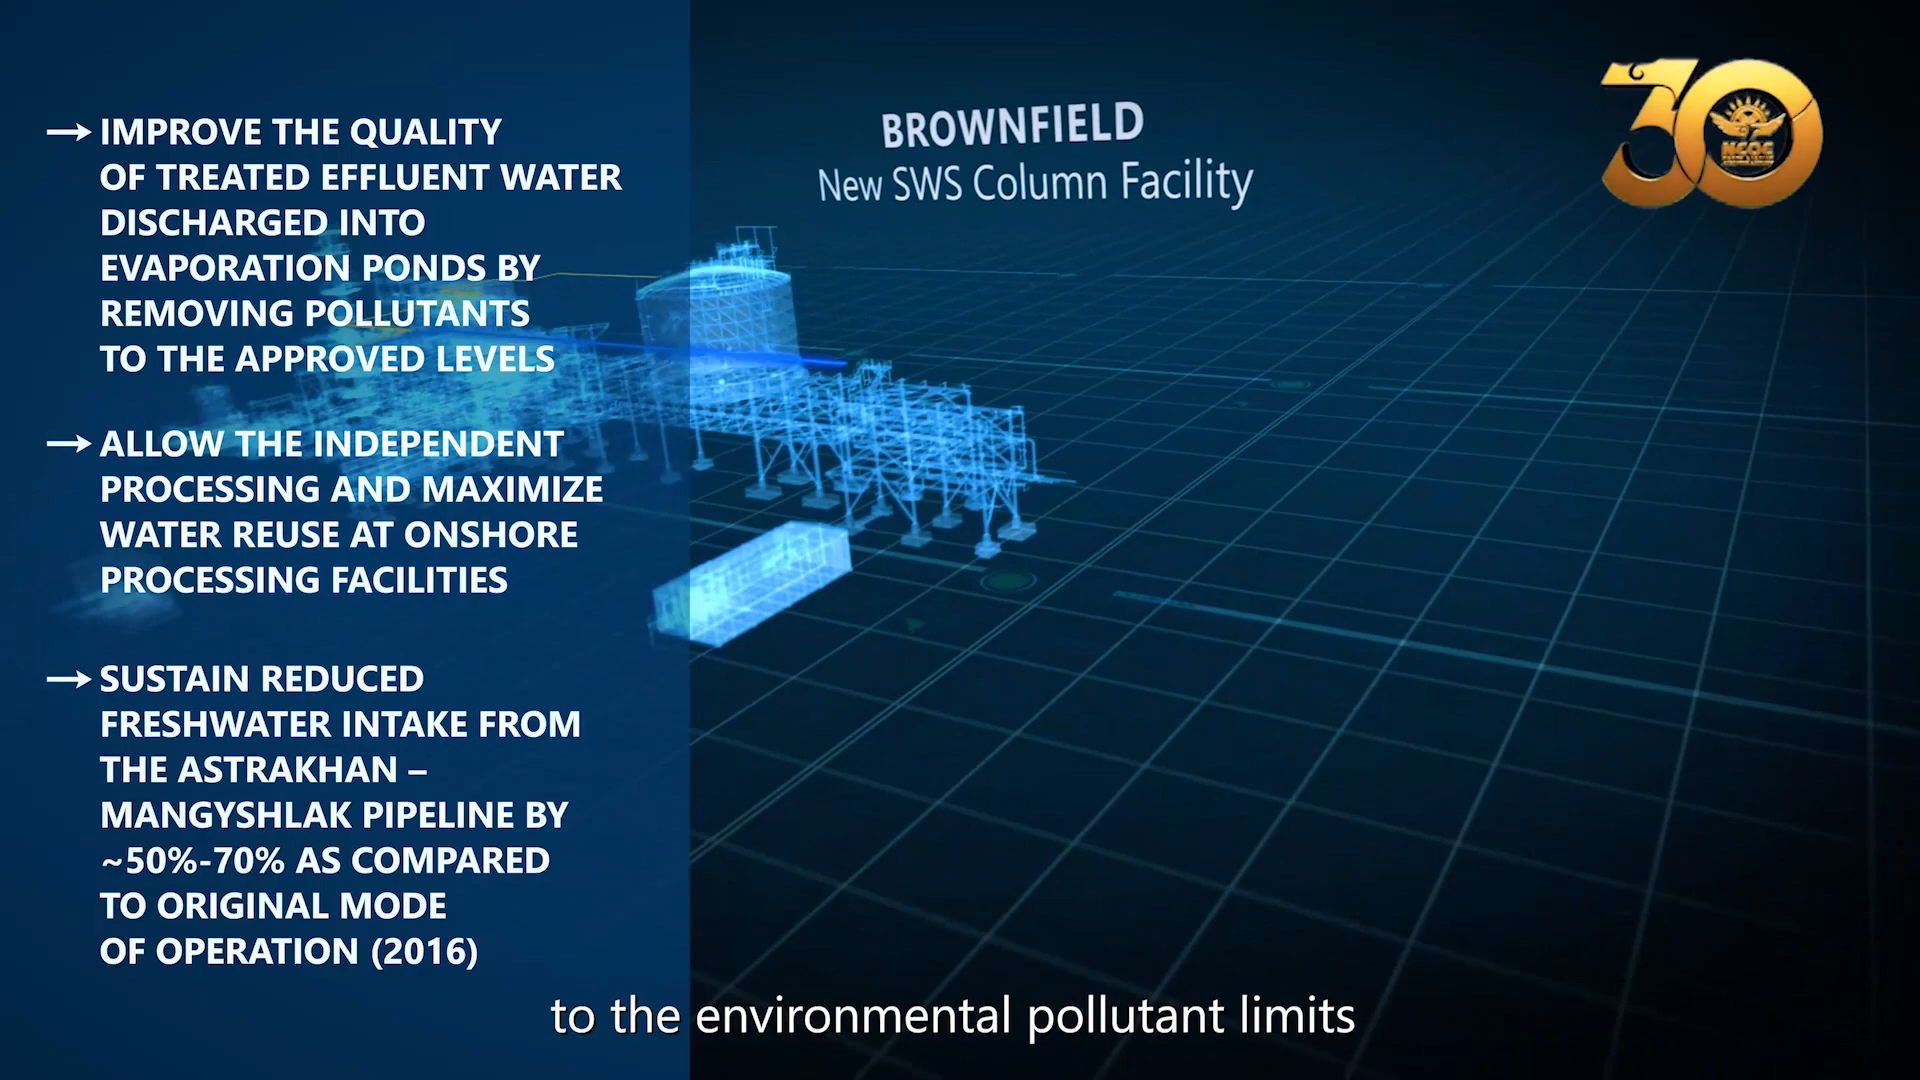 → IMPROVE THE QUALITY
OF TREATED EFFLUENT WATER
DISCHARGED INTO
EVAPORATION PONDS BY
REMOVING POLLUTANTS
TO THE APPROVED LEVELS
→ ALLOW THE INDEPENDENT
PROCESSING AND MAXIMIZE
WATER REUSE AT ONSHORE
PROCESSING FACILITIES
→ SUSTAIN REDUCED
FRESHWATER INTAKE FROM
THE ASTRAKHAN –
MANGYSHLAK PIPELINE BY
~50%-70% AS COMPARED
TO ORIGINAL MODE
OF OPERATION (2016)
BROWNFIELD
New SWS Column Facility
30
NCOC
to the environmental pollutant limits